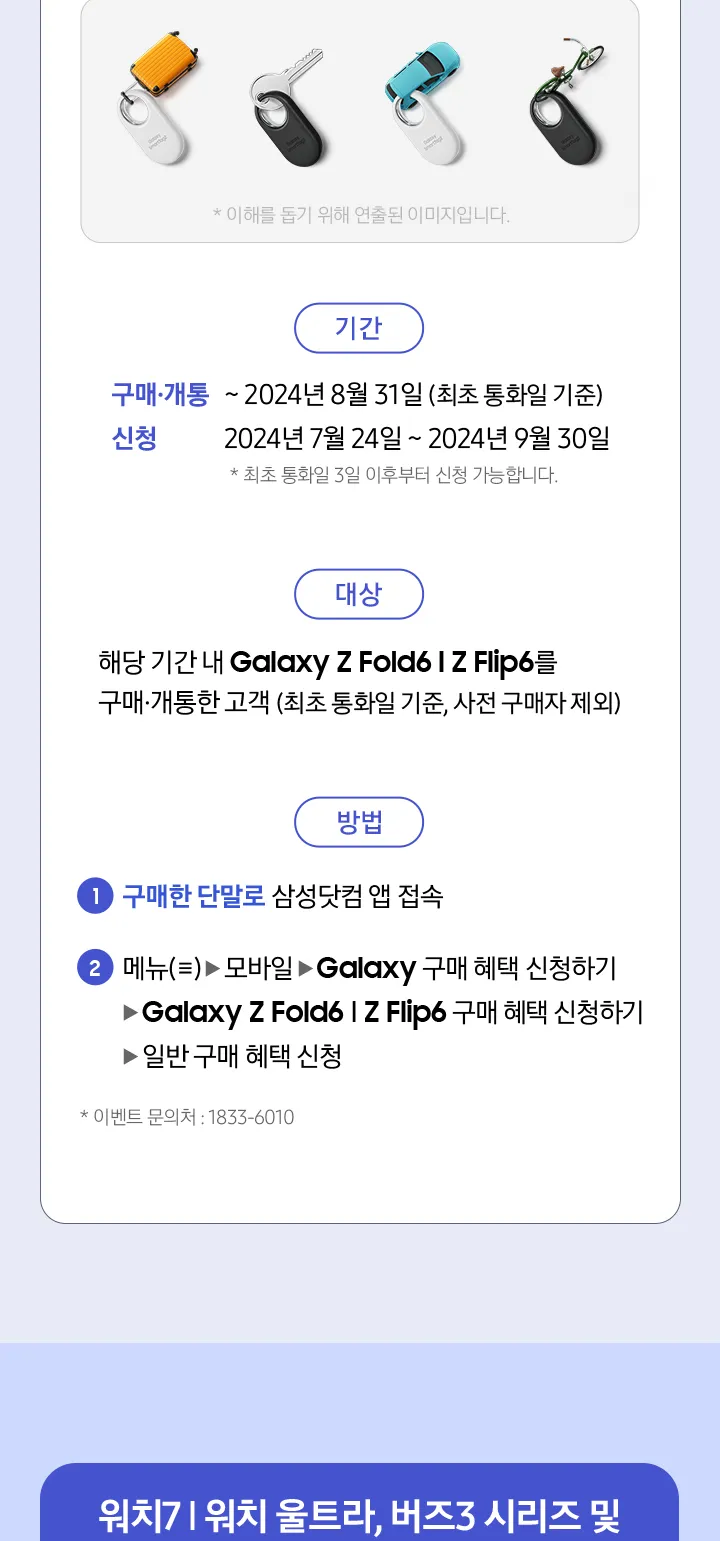 * 이해를 돕기 위해 연출된 이미지입니다.
기간
구매·개통 ~ 2024년 8월 31일 (최초 통화일 기준)
신청 2024년 7월 24일 ~ 2024년 9월 30일
* 최초 통화일 3일 이후부터 신청 가능합니다.
대상
해당 기간 내 Galaxy Z Fold6 l Z Flip6를
구매·개통한 고객 (최초 통화일 기준, 사전 구매자 제외)
방법
1 구매한 단말로 삼성닷컴 앱 접속
2 메뉴(≡)▶모바일▶Galaxy 구매 혜택 신청하기
▶Galaxy Z Fold6 l Z Flip6 구매 혜택 신청하기
▶일반 구매 혜택 신청
* 이벤트 문의처 : 1833-6010
워치7 l 워치 울트라, 버즈3 시리즈 및